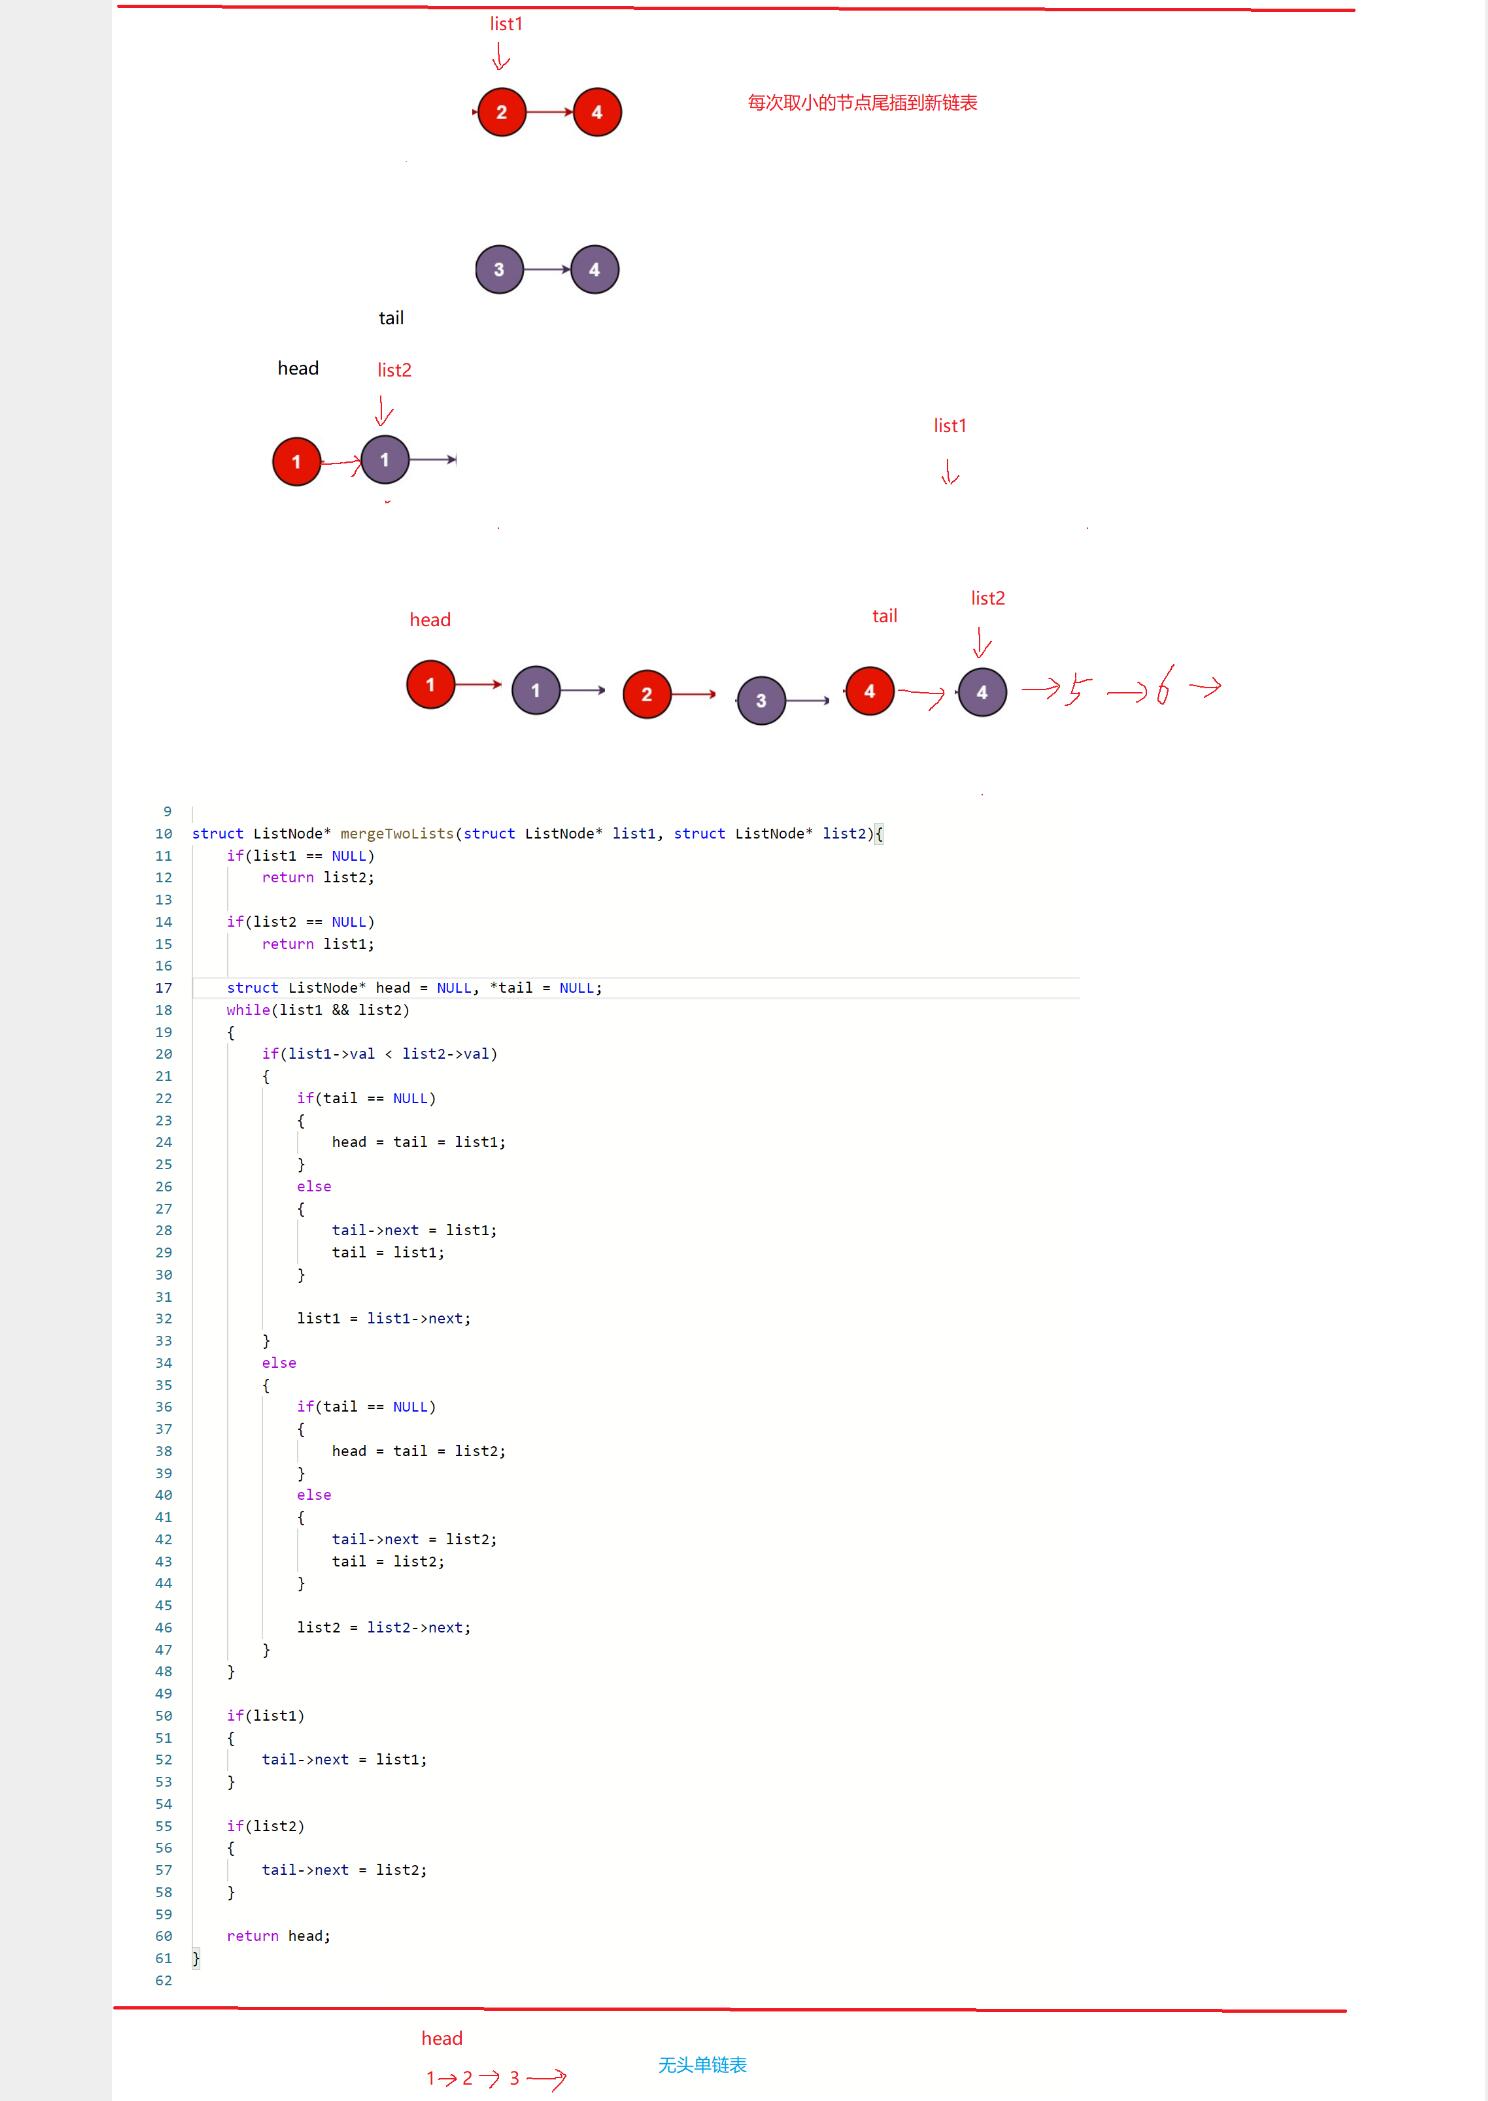 list1
2 4
每次取小的节点尾插到新链表
3 4
tail
head list2
list1
1 1
list2
head tail
1 1 2 3 4 4 →5 →6 →
9
10 struct ListNode* mergeTwoLists(struct ListNode* list1, struct ListNode* list2){
11 if(list1 == NULL)
12 return list2;
13
14 if(list2 == NULL)
15 return list1;
16
17 struct ListNode* head = NULL, *tail = NULL;
18 while(list1 && list2)
19 {
20 if(list1->val < list2->val)
21 {
22 if(tail == NULL)
23 {
24 head = tail = list1;
25 }
26 else
27 {
28 tail->next = list1;
29 tail = list1;
30 }
31
32 list1 = list1->next;
33 }
34 else
35 {
36 if(tail == NULL)
37 {
38 head = tail = list2;
39 }
40 else
41 {
42 tail->next = list2;
43 tail = list2;
44 }
45
46 list2 = list2->next;
47 }
48 }
49
50 if(list1)
51 {
52 tail->next = list1;
53 }
54
55 if(list2)
56 {
57 tail->next = list2;
58 }
59
60 return head;
61 }
62
head
1→2→3→ 无头单链表